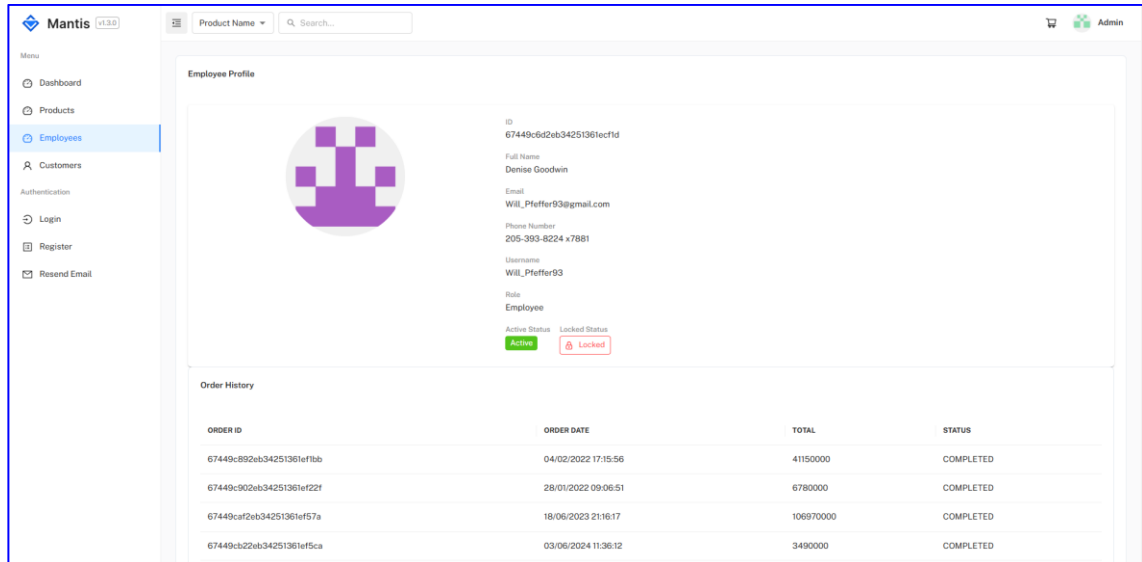 Mantis v1.3.0
Product Name
Search...
Admin
Menu
Dashboard
Products
Employees
Customers
Authentication
Login
Register
Resend Email
Employee Profile
ID
67449c6d2eb34251361ecf1d
Full Name
Denise Goodwin
Email
Will_Pfeffer93@gmail.com
Phone Number
205-393-8224 x7881
Username
Will_Pfeffer93
Role
Employee
Active Status Locked Status
Active Locked
Order History
ORDER ID ORDER DATE TOTAL STATUS
67449c892eb34251361ef1bb 04/02/2022 17:15:56 41150000 COMPLETED
67449c902eb34251361ef22f 28/01/2022 09:06:51 6780000 COMPLETED
67449caf2eb34251361ef57a 18/06/2023 21:16:17 106970000 COMPLETED
67449cb22eb34251361ef5ca 03/06/2024 11:36:12 3490000 COMPLETED